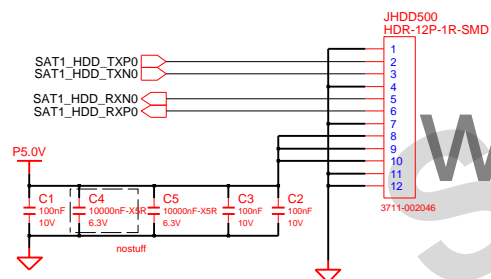 JHDD500
HDR-12P-1R-SMD
1
SAT1_HDD_TXP0 2
SAT1_HDD_TXN0 3
4
SAT1_HDD_RXN0 5
SAT1_HDD_RXP0 6
7
8
9
10
11
12
3711-002046
P5.0V
C1 C4 C5 C3 C2
100nF 10000nF-X5R 10000nF-X5R 100nF 100nF
10V 6.3V 6.3V 10V 10V
nostuff
W
S